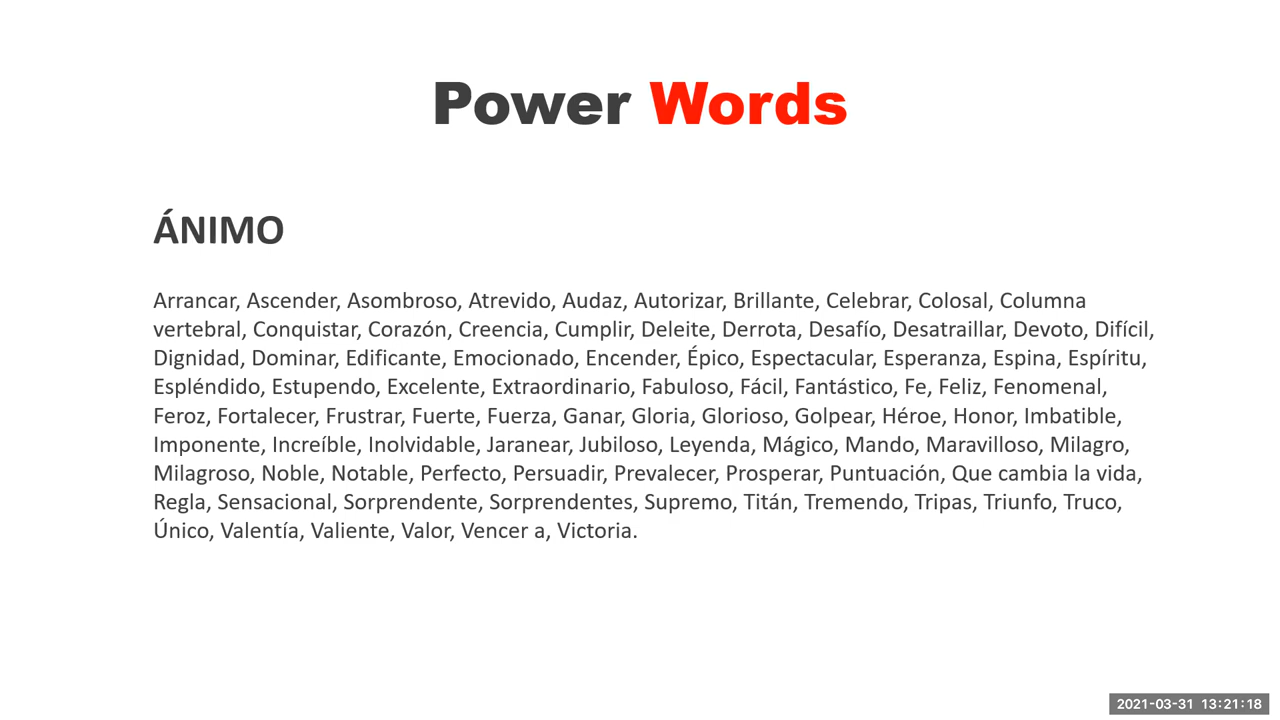 Power Words
ÁNIMO
Arrancar, Ascender, Asombroso, Atrevido, Audaz, Autorizar, Brillante, Celebrar, Colosal, Columna
vertebral, Conquistar, Corazón, Creencia, Cumplir, Deleite, Derrota, Desafío, Desatraillar, Devoto, Difícil,
Dignidad, Dominar, Edificante, Emocionado, Encender, Épico, Espectacular, Esperanza, Espina, Espíritu,
Espléndido, Estupendo, Excelente, Extraordinario, Fabuloso, Fácil, Fantástico, Fe, Feliz, Fenomenal,
Feroz, Fortalecer, Frustrar, Fuerte, Fuerza, Ganar, Gloria, Glorioso, Golpear, Héroe, Honor, Imbatible,
Imponente, Increíble, Inolvidable, Jaranear, Jubiloso, Leyenda, Mágico, Mando, Maravilloso, Milagro,
Milagroso, Noble, Notable, Perfecto, Persuadir, Prevalecer, Prosperar, Puntuación, Que cambia la vida,
Regla, Sensacional, Sorprendente, Sorprendentes, Supremo, Titán, Tremendo, Tripas, Triunfo, Truco,
Único, Valentía, Valiente, Valor, Vencer a, Victoria.
2021-03-31 13:21:18